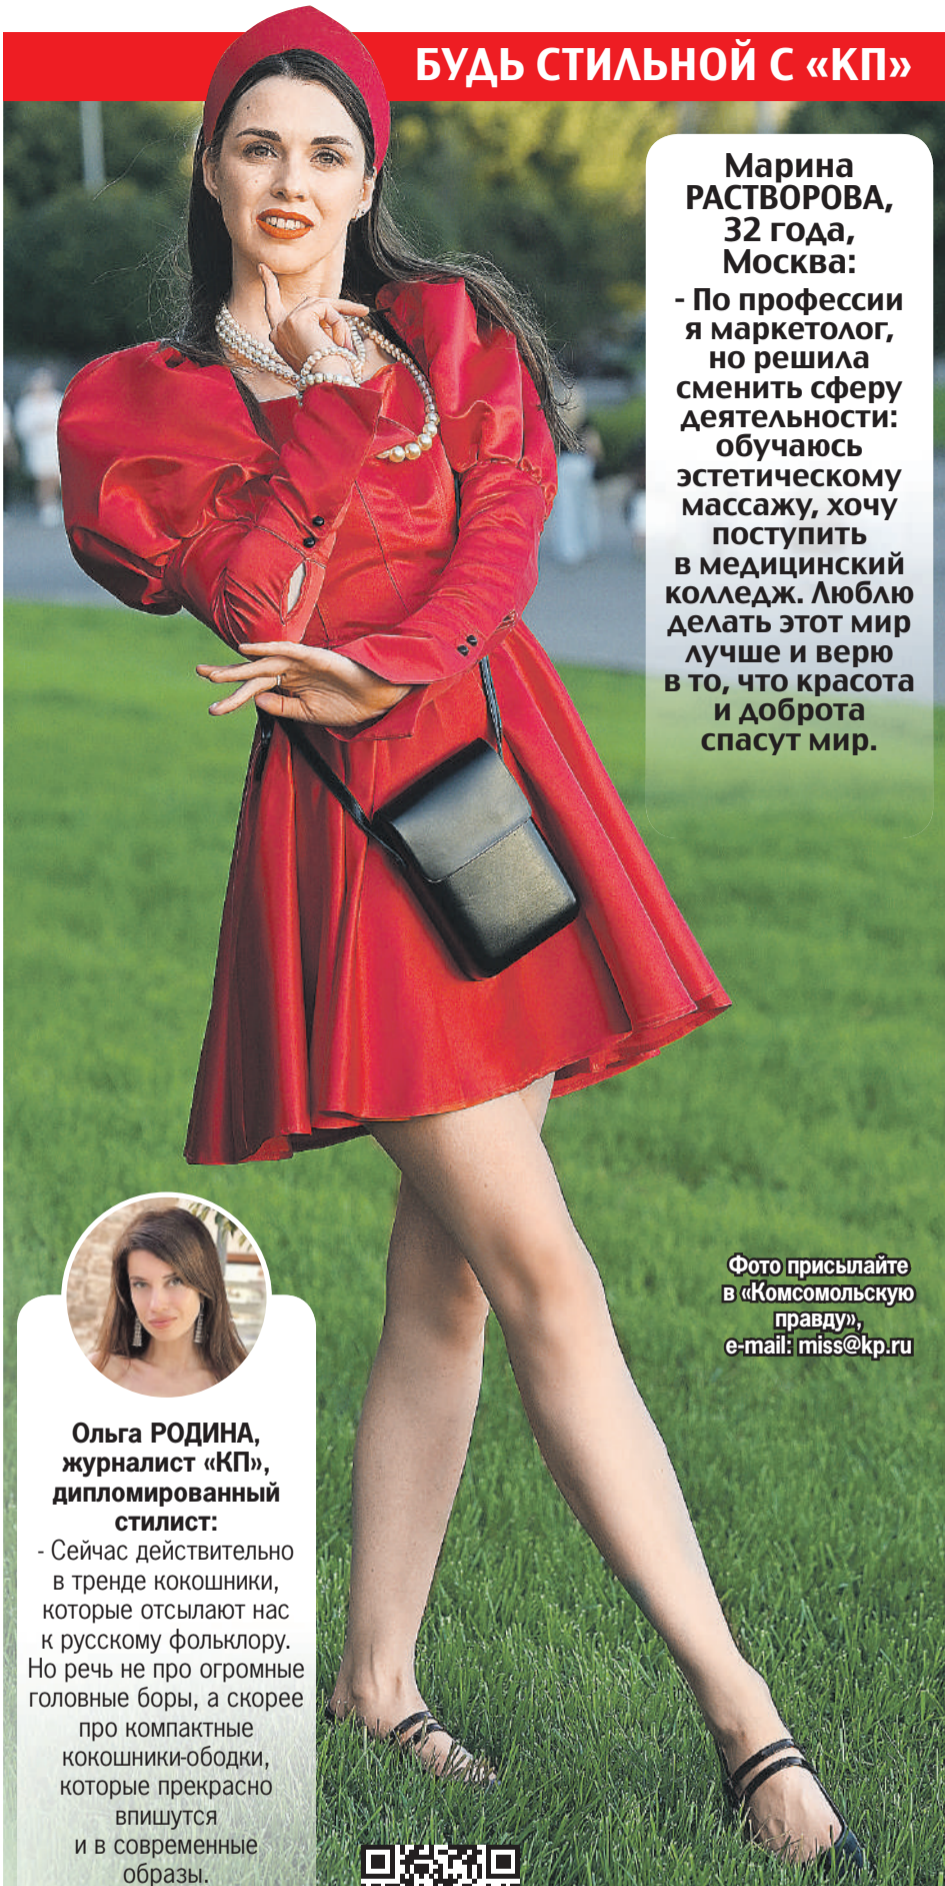 БУДЬ СТИЛЬНОЙ С «КП»
Марина
РАСТВОРОВА,
32 года,
Москва:
- По профессии
я маркетолог,
но решила
сменить сферу
деятельности:
обучаюсь
эстетическому
массажу, хочу
поступить
в медицинский
колледж. Люблю
делать этот мир
лучше и верю
в то, что красота
и доброта
спасут мир.
Фото присылайте
в «Комсомольскую
правду»,
e-mail: miss@kp.ru
Ольга РОДИНА,
журналист «КП»,
дипломированный
стилист:
- Сейчас действительно
в тренде кокошники,
которые отсылают нас
к русскому фольклору.
Но речь не про огромные
головные боры, а скорее
про компактные
кокошники-ободки,
которые прекрасно
впишутся
и в современные
образы.